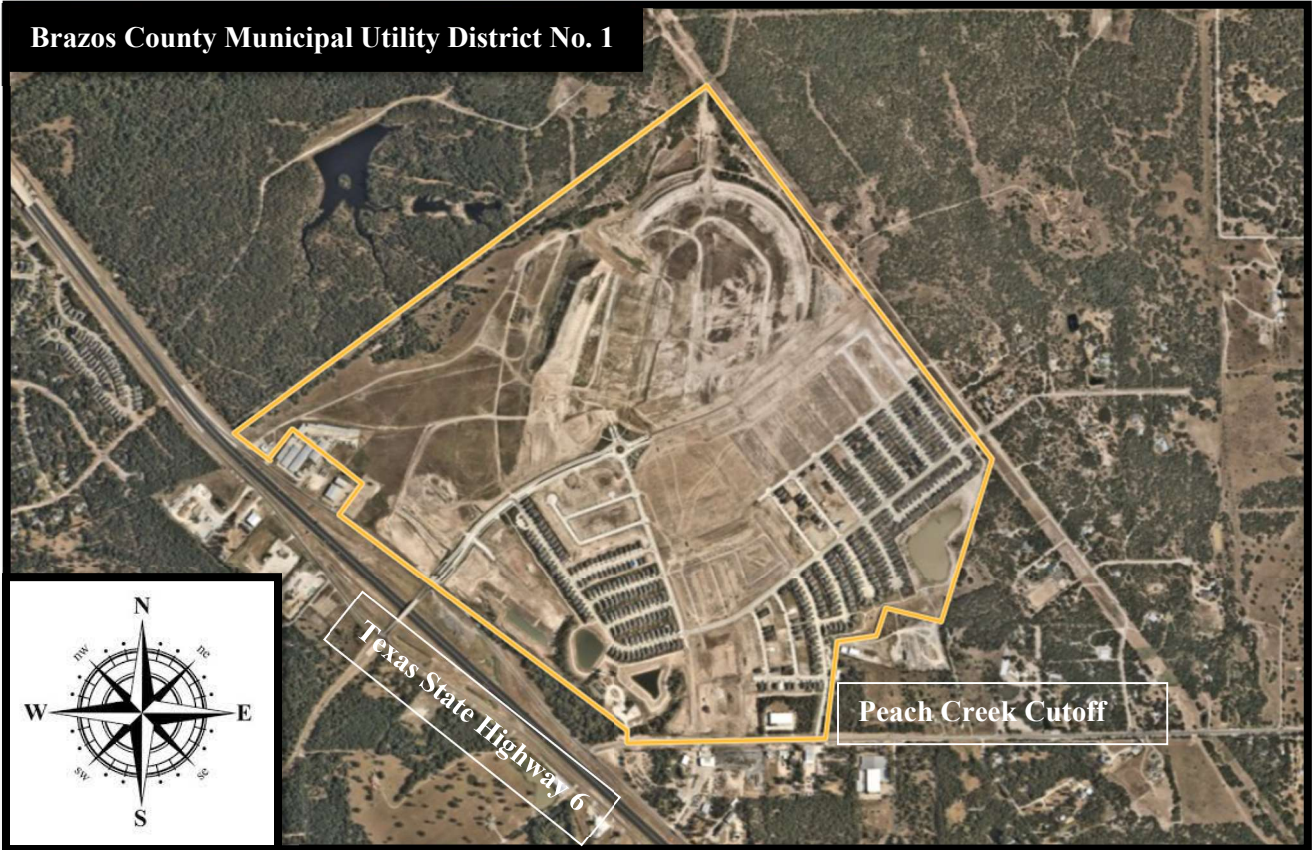 Brazos County Municipal Utility District No. 1
Texas State Highway 6
Peach Creek Cutoff
N
nw
ne
W
E
sw
se
S